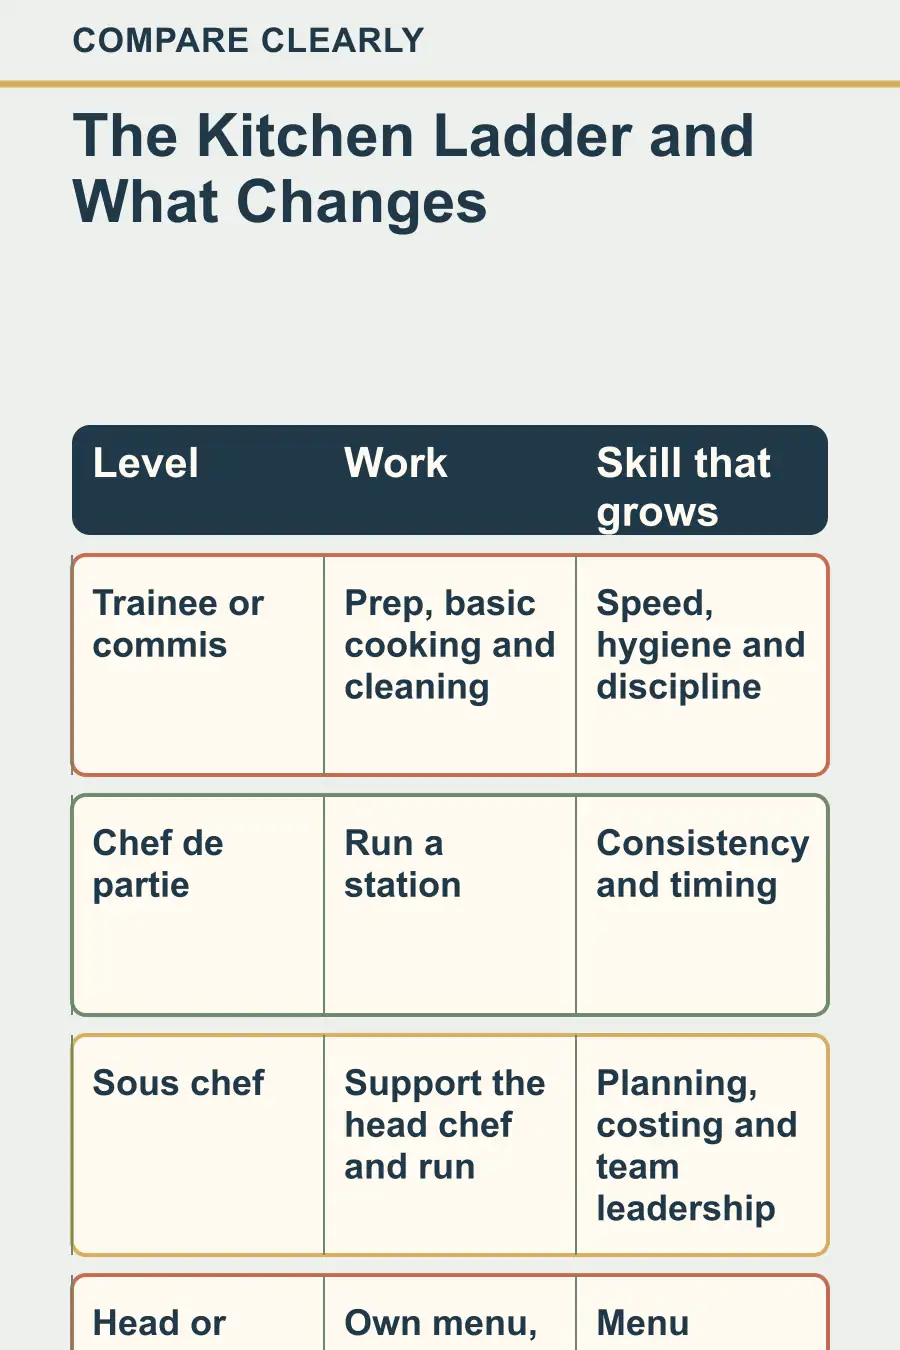 COMPARE CLEARLY
The Kitchen Ladder and
What Changes
Level Work Skill that
grows
Trainee or Prep, basic Speed,
commis cooking and hygiene and
cleaning discipline
Chef de Run a Consistency
partie station and timing
Sous chef Support the Planning,
head chef costing and
and run team
leadership
Head or Own menu, Menu